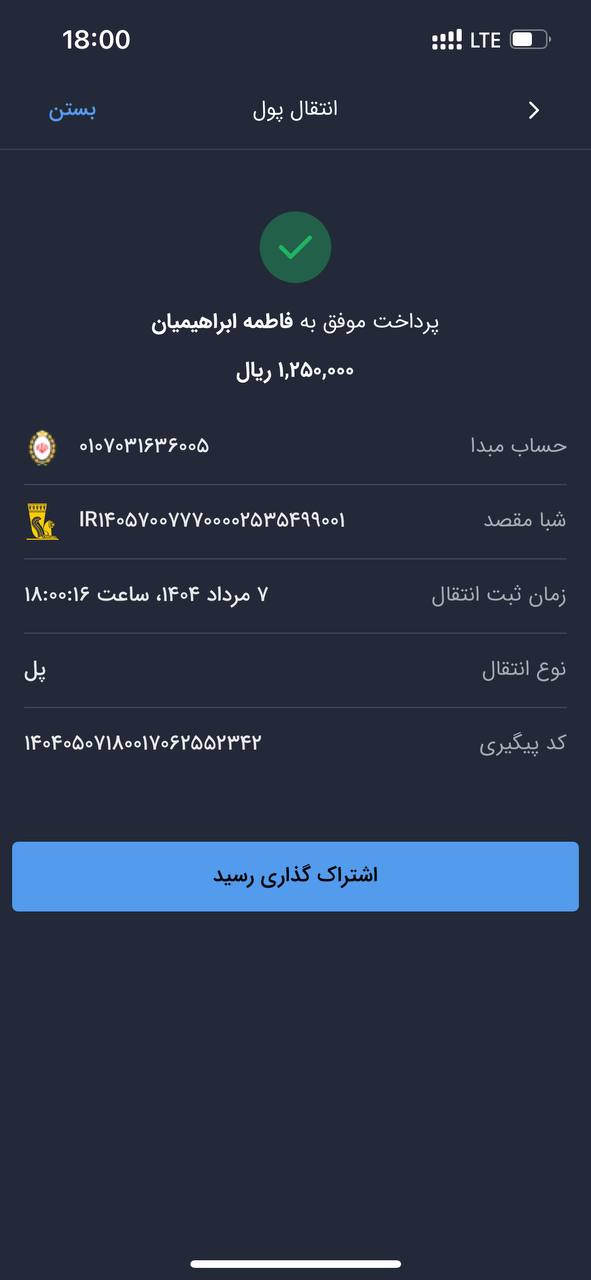 18:00
LTE
انتقال پول
بستن
پرداخت موفق به فاطمه ابراهیمیان
۱,۲۵۰,۰۰۰ ریال
حساب مبدا ۰۱۰۷۰۳۱۶۳۶۰۰۵
شبا مقصد IR۱۴۰۵۷۰۰۷۷۷۰۰۰۰۲۵۳۵۴۹۹۰۰۱
زمان ثبت انتقال ۷ مرداد ۱۴۰۴، ساعت ۱۸:۰۰:۱۶
نوع انتقال پل
کد پیگیری ۱۴۰۴۰۵۰۷۱۸۰۰۱۷۰۶۲۵۵۲۳۴۲
اشتراک گذاری رسید